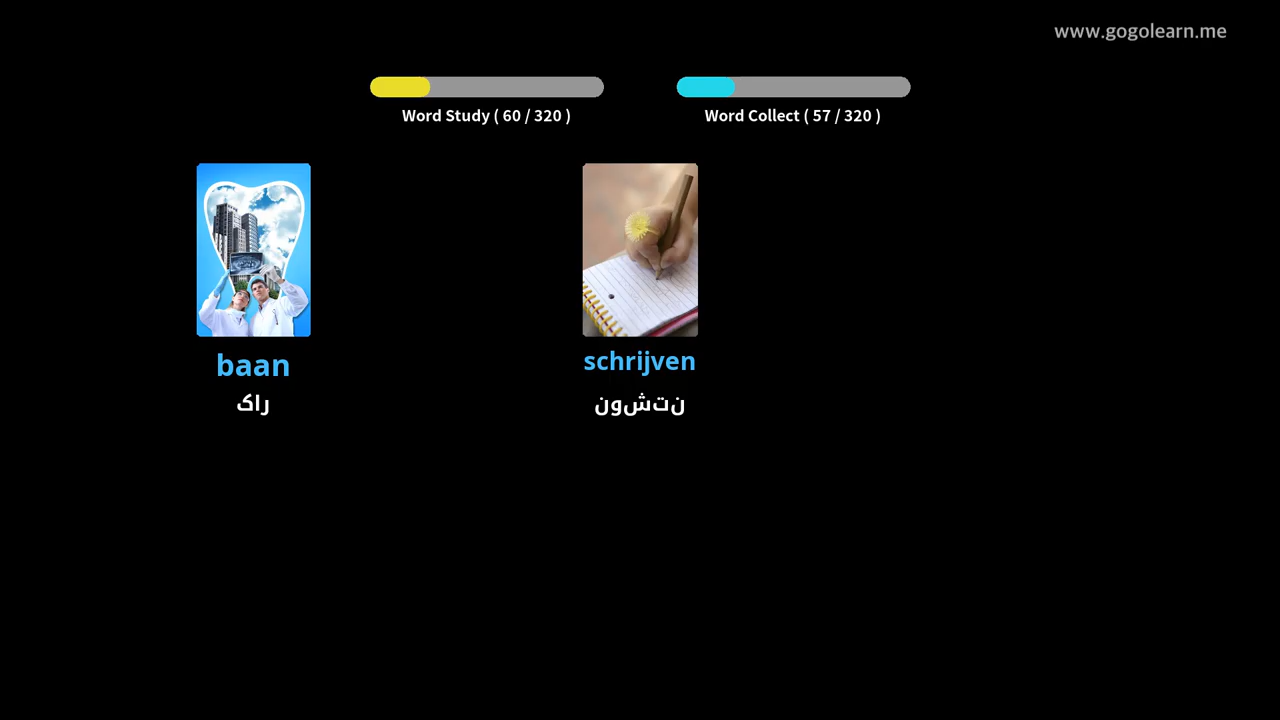 www.gogolearn.me
Word Study ( 60 / 320 )
Word Collect ( 57 / 320 )
baan
راک
schrijven
نتشون